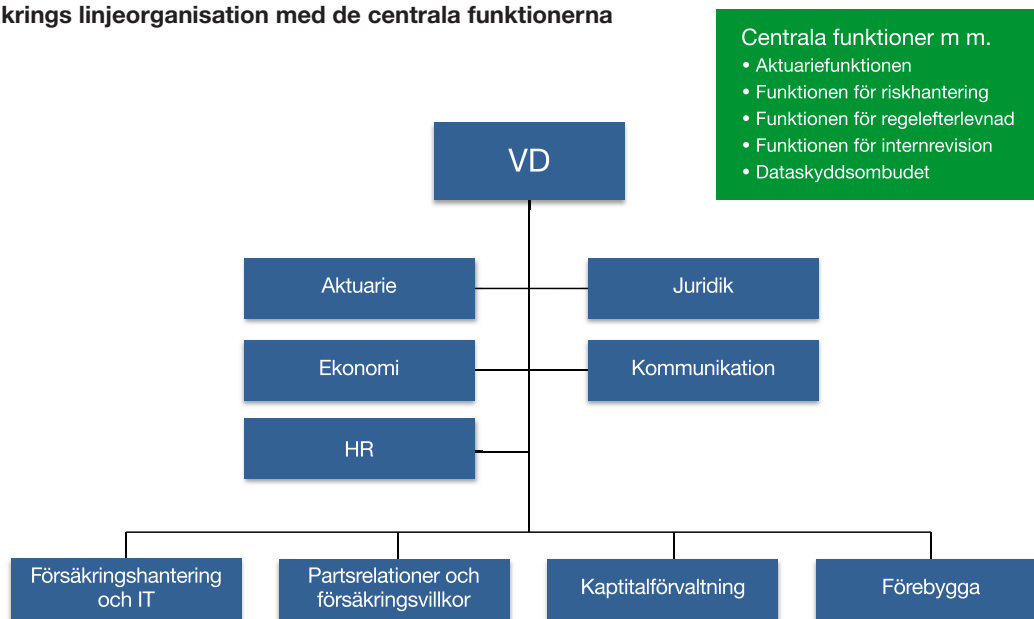 krings linjeorganisation med de centrala funktionerna
Centrala funktioner m m.
• Aktuariefunktionen
• Funktionen för riskhantering
• Funktionen för regelefterlevnad
• Funktionen för internrevision
• Dataskyddsombudet
VD
Aktuarie
Juridik
Ekonomi
Kommunikation
HR
Försäkringshantering
och IT
Partsrelationer och
försäkringsvillkor
Kaptitalförvaltning
Förebygga